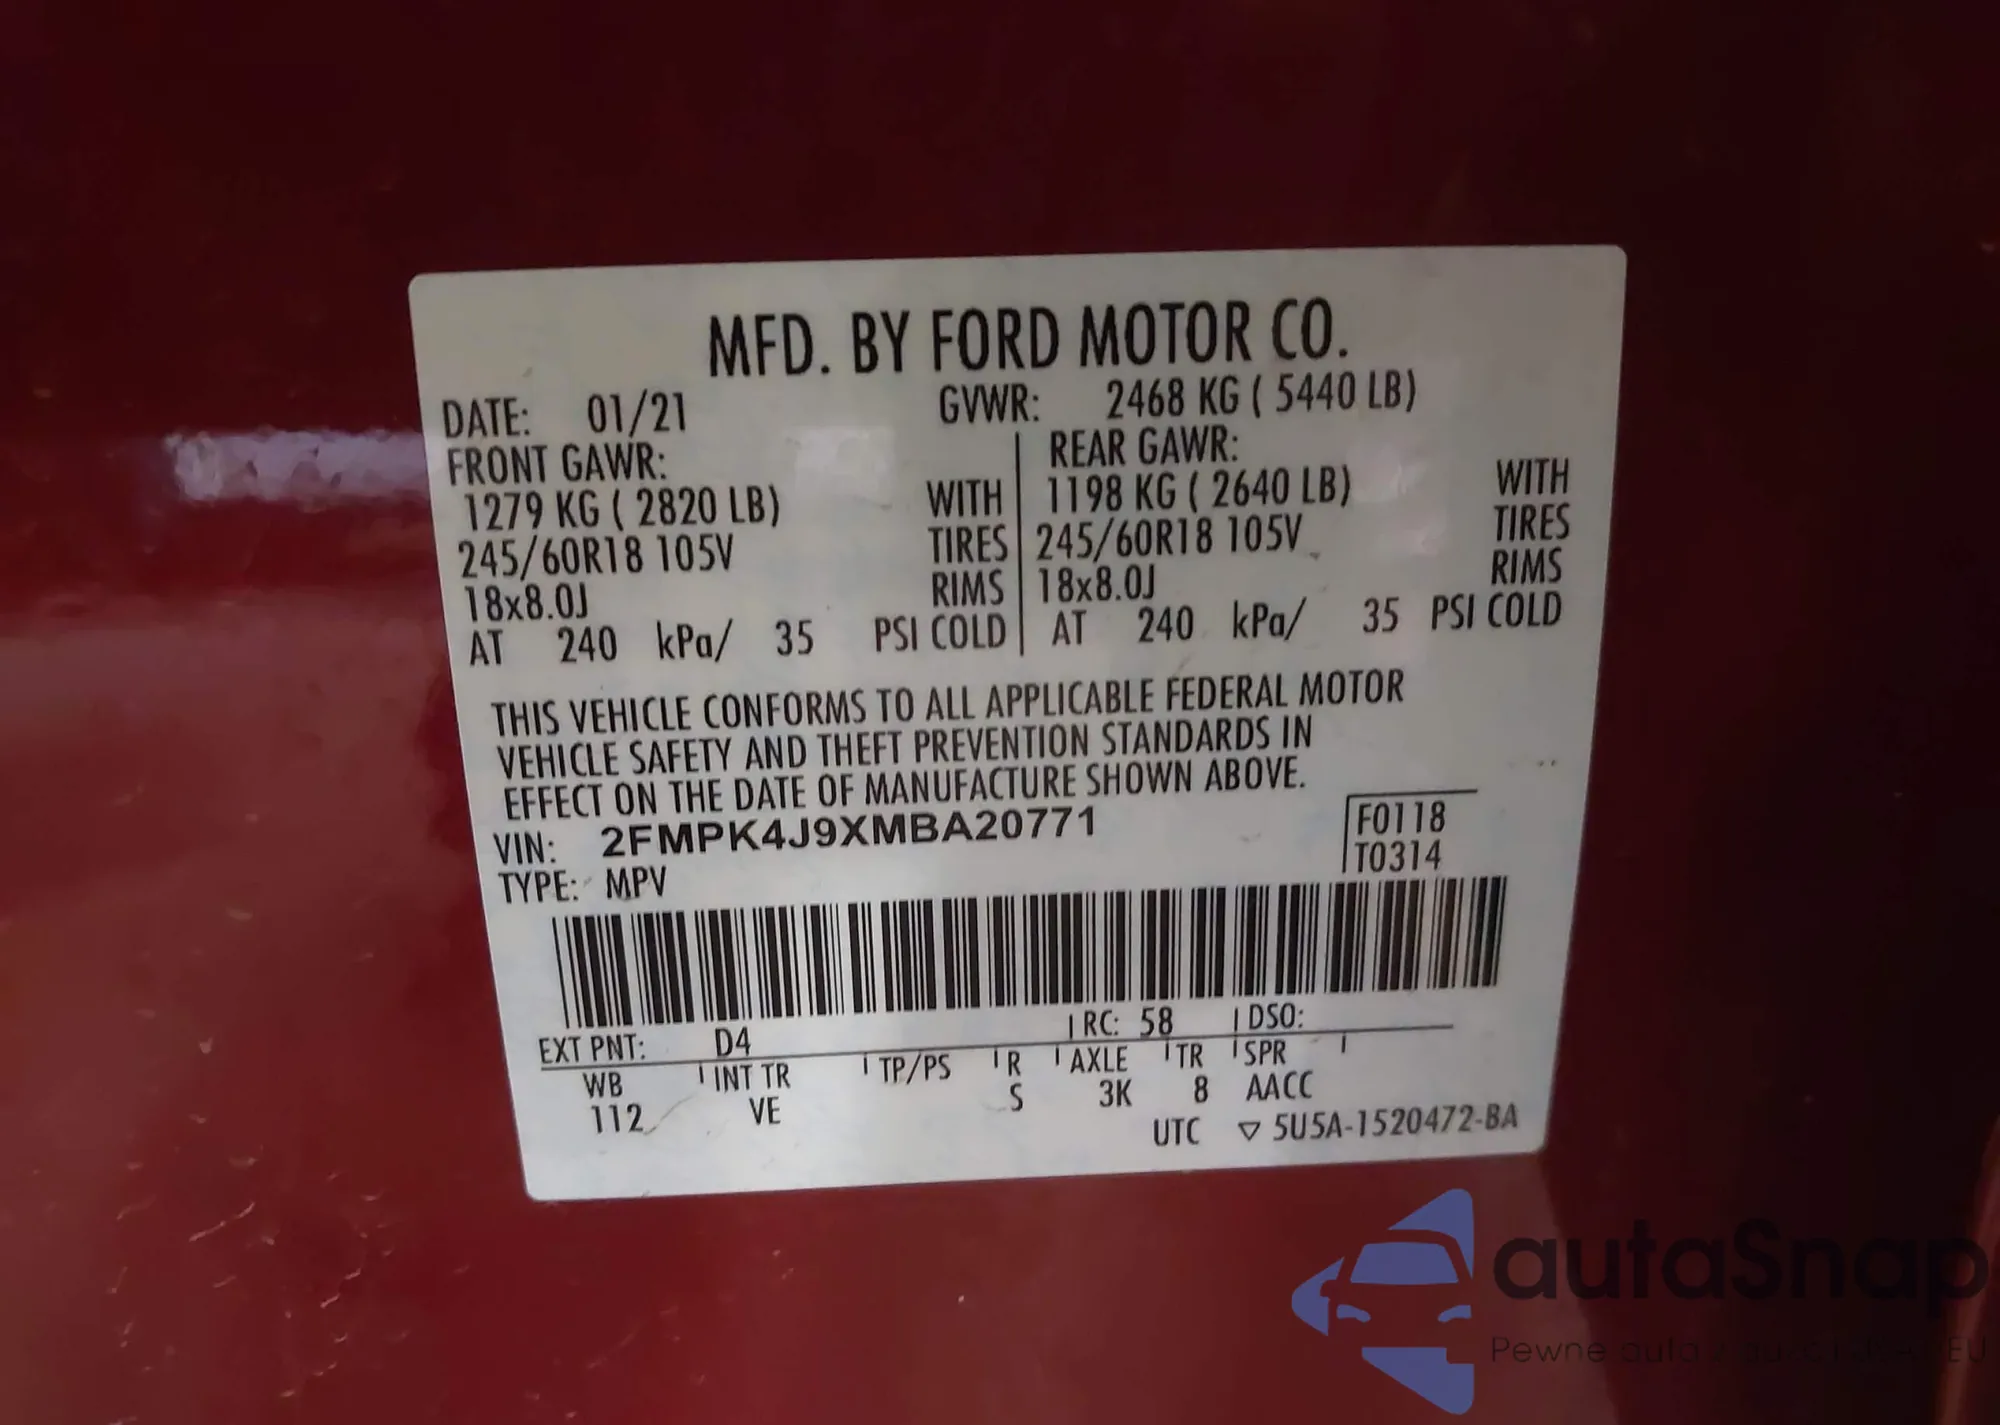 MFD. BY FORD MOTOR CO.
DATE: 01/21 GVWR: 2468 KG ( 5440 LB)
FRONT GAWR: REAR GAWR:
1279 KG ( 2820 LB) WITH 1198 KG ( 2640 LB) WITH
245/60R18 105V TIRES 245/60R18 105V TIRES
18x8.0J RIMS 18x8.0J RIMS
AT 240 kPa/ 35 PSI COLD AT 240 kPa/ 35 PSI COLD
THIS VEHICLE CONFORMS TO ALL APPLICABLE FEDERAL MOTOR
VEHICLE SAFETY AND THEFT PREVENTION STANDARDS IN
EFFECT ON THE DATE OF MANUFACTURE SHOWN ABOVE.
VIN: 2FMPK4J9XMBA20771 F0118
TYPE: MPV T0314
EXT PNT: D4 RC: 58 DSO:
WB INT TR TP/PS R AXLE TR SPR
112 VE S 3K 8 AACC
UTC ▽ 5U5A-1520472-BA
autaSnap
Pewne auta z EU